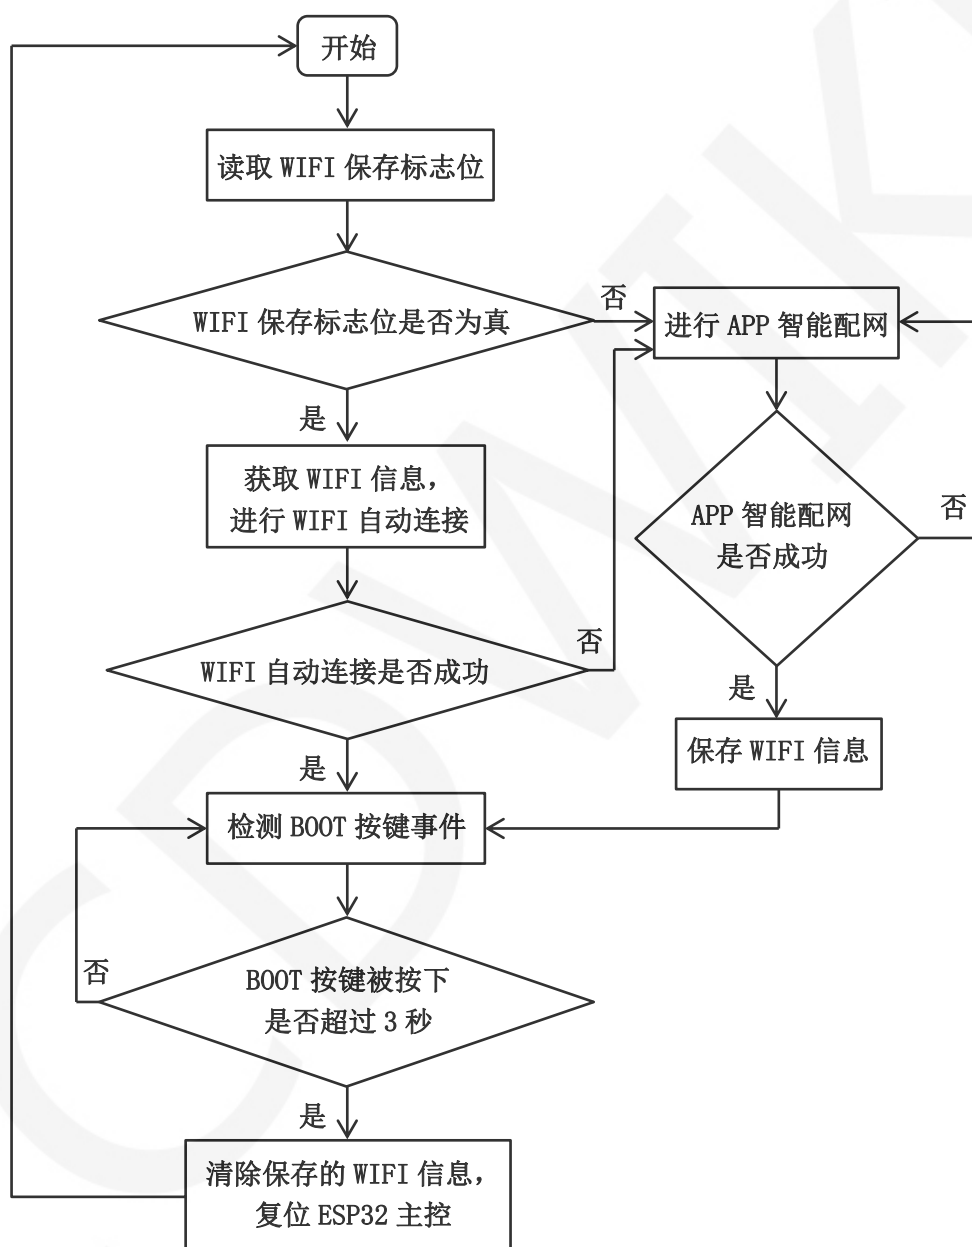 开始
读取 WIFI 保存标志位
WIFI 保存标志位是否为真
否
进行 APP 智能配网
是
获取 WIFI 信息，
进行 WIFI 自动连接
APP 智能配网
是否成功
否
WIFI 自动连接是否成功
否
是
保存 WIFI 信息
是
检测 BOOT 按键事件
BOOT 按键被按下
是否超过 3 秒
否
是
清除保存的 WIFI 信息，
复位 ESP32 主控